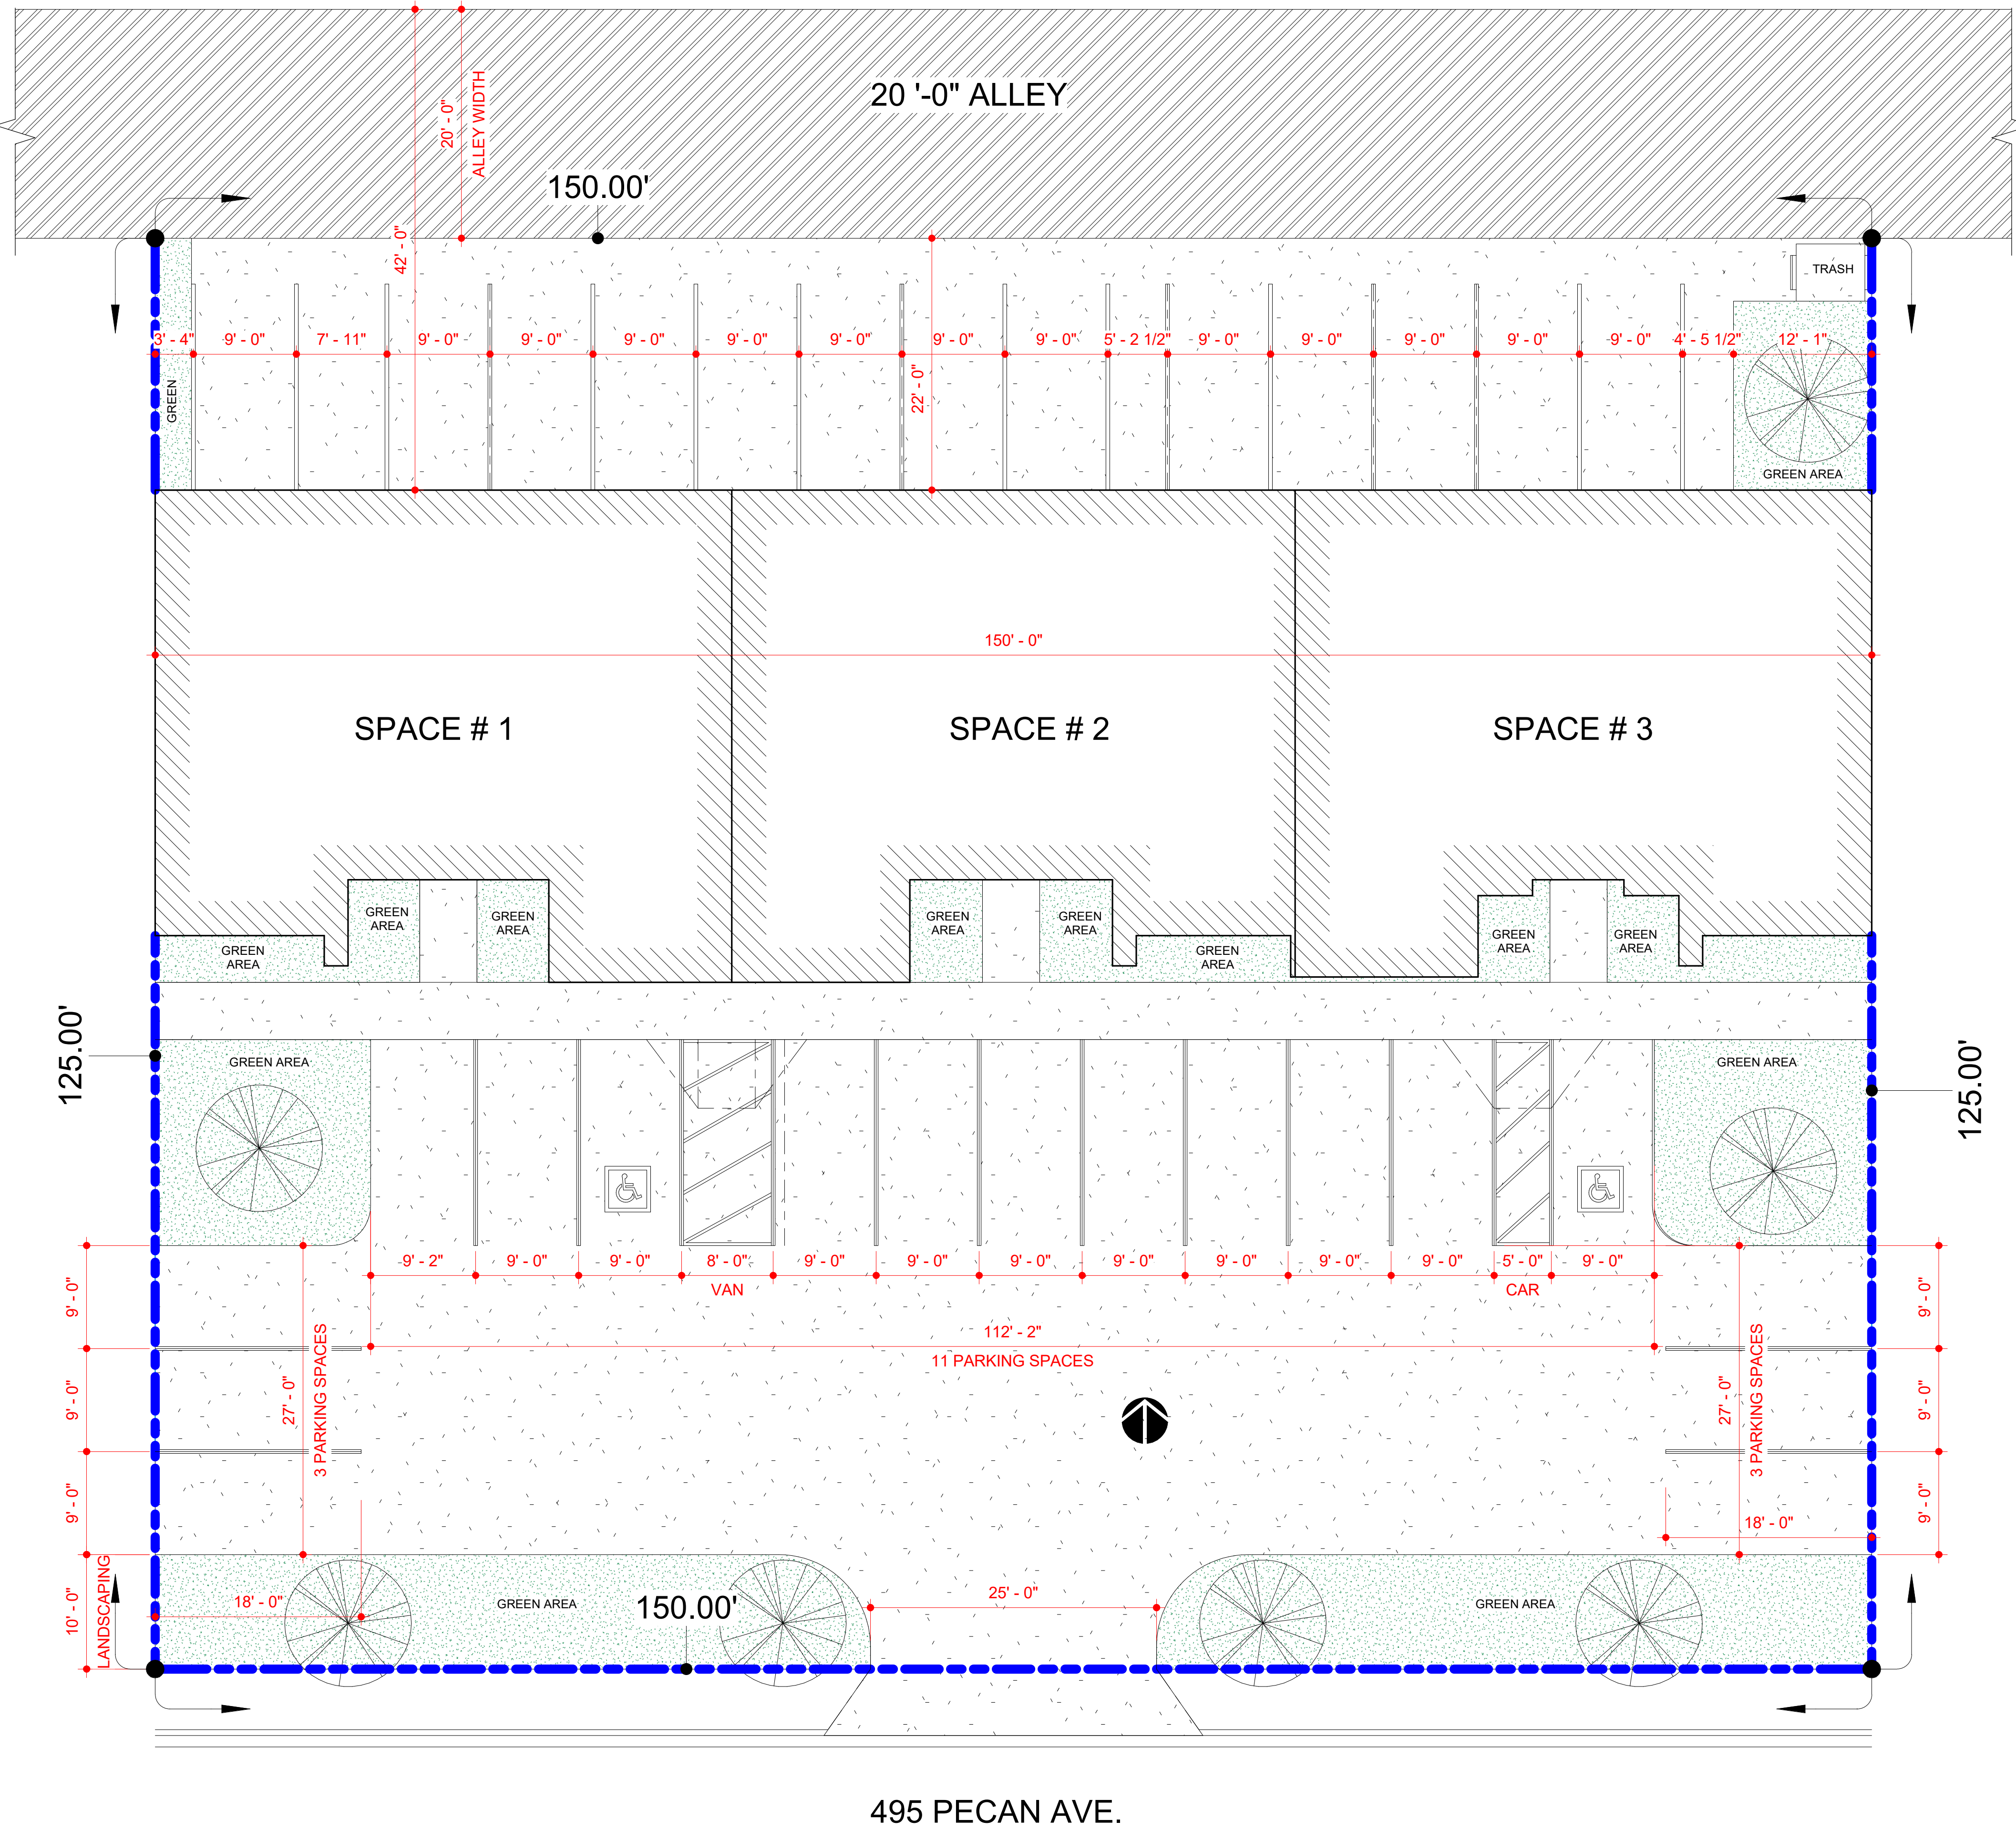 20 '-0" ALLEY
20' - 0"
ALLEY WIDTH
150.00'
42' - 0"
TRASH
3' - 4"
9' - 0"
7' - 11"
9' - 0"
9' - 0"
9' - 0"
9' - 0"
9' - 0"
9' - 0"
9' - 0"
5' - 2 1/2"
9' - 0"
9' - 0"
9' - 0"
9' - 0"
9' - 0"
4' - 5 1/2"
12' - 1"
GREEN
22' - 0"
GREEN AREA
150' - 0"
SPACE # 1
SPACE # 2
SPACE # 3
GREEN
AREA
GREEN
AREA
GREEN
AREA
GREEN
AREA
GREEN
AREA
GREEN
AREA
GREEN
AREA
GREEN
AREA
125.00'
125.00'
GREEN AREA
GREEN AREA
9' - 2"
9' - 0"
9' - 0"
8' - 0"
9' - 0"
9' - 0"
9' - 0"
9' - 0"
9' - 0"
9' - 0"
9' - 0"
5' - 0"
9' - 0"
VAN
CAR
9' - 0"
9' - 0"
9' - 0"
27' - 0"
3 PARKING SPACES
112' - 2"
11 PARKING SPACES
27' - 0"
3 PARKING SPACES
9' - 0"
9' - 0"
9' - 0"
18' - 0"
10' - 0"
LANDSCAPING
18' - 0"
GREEN AREA
150.00'
25' - 0"
GREEN AREA
495 PECAN AVE.